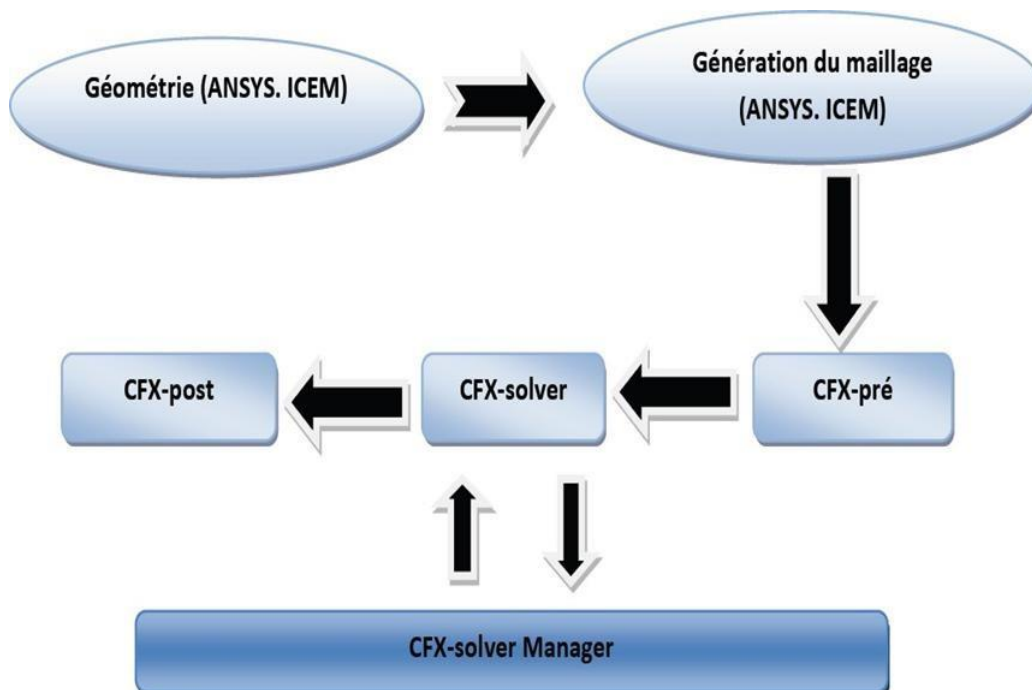 Géométrie (ANSYS. ICEM)
Génération du maillage
(ANSYS. ICEM)
CFX-post
CFX-solver
CFX-pré
CFX-solver Manager